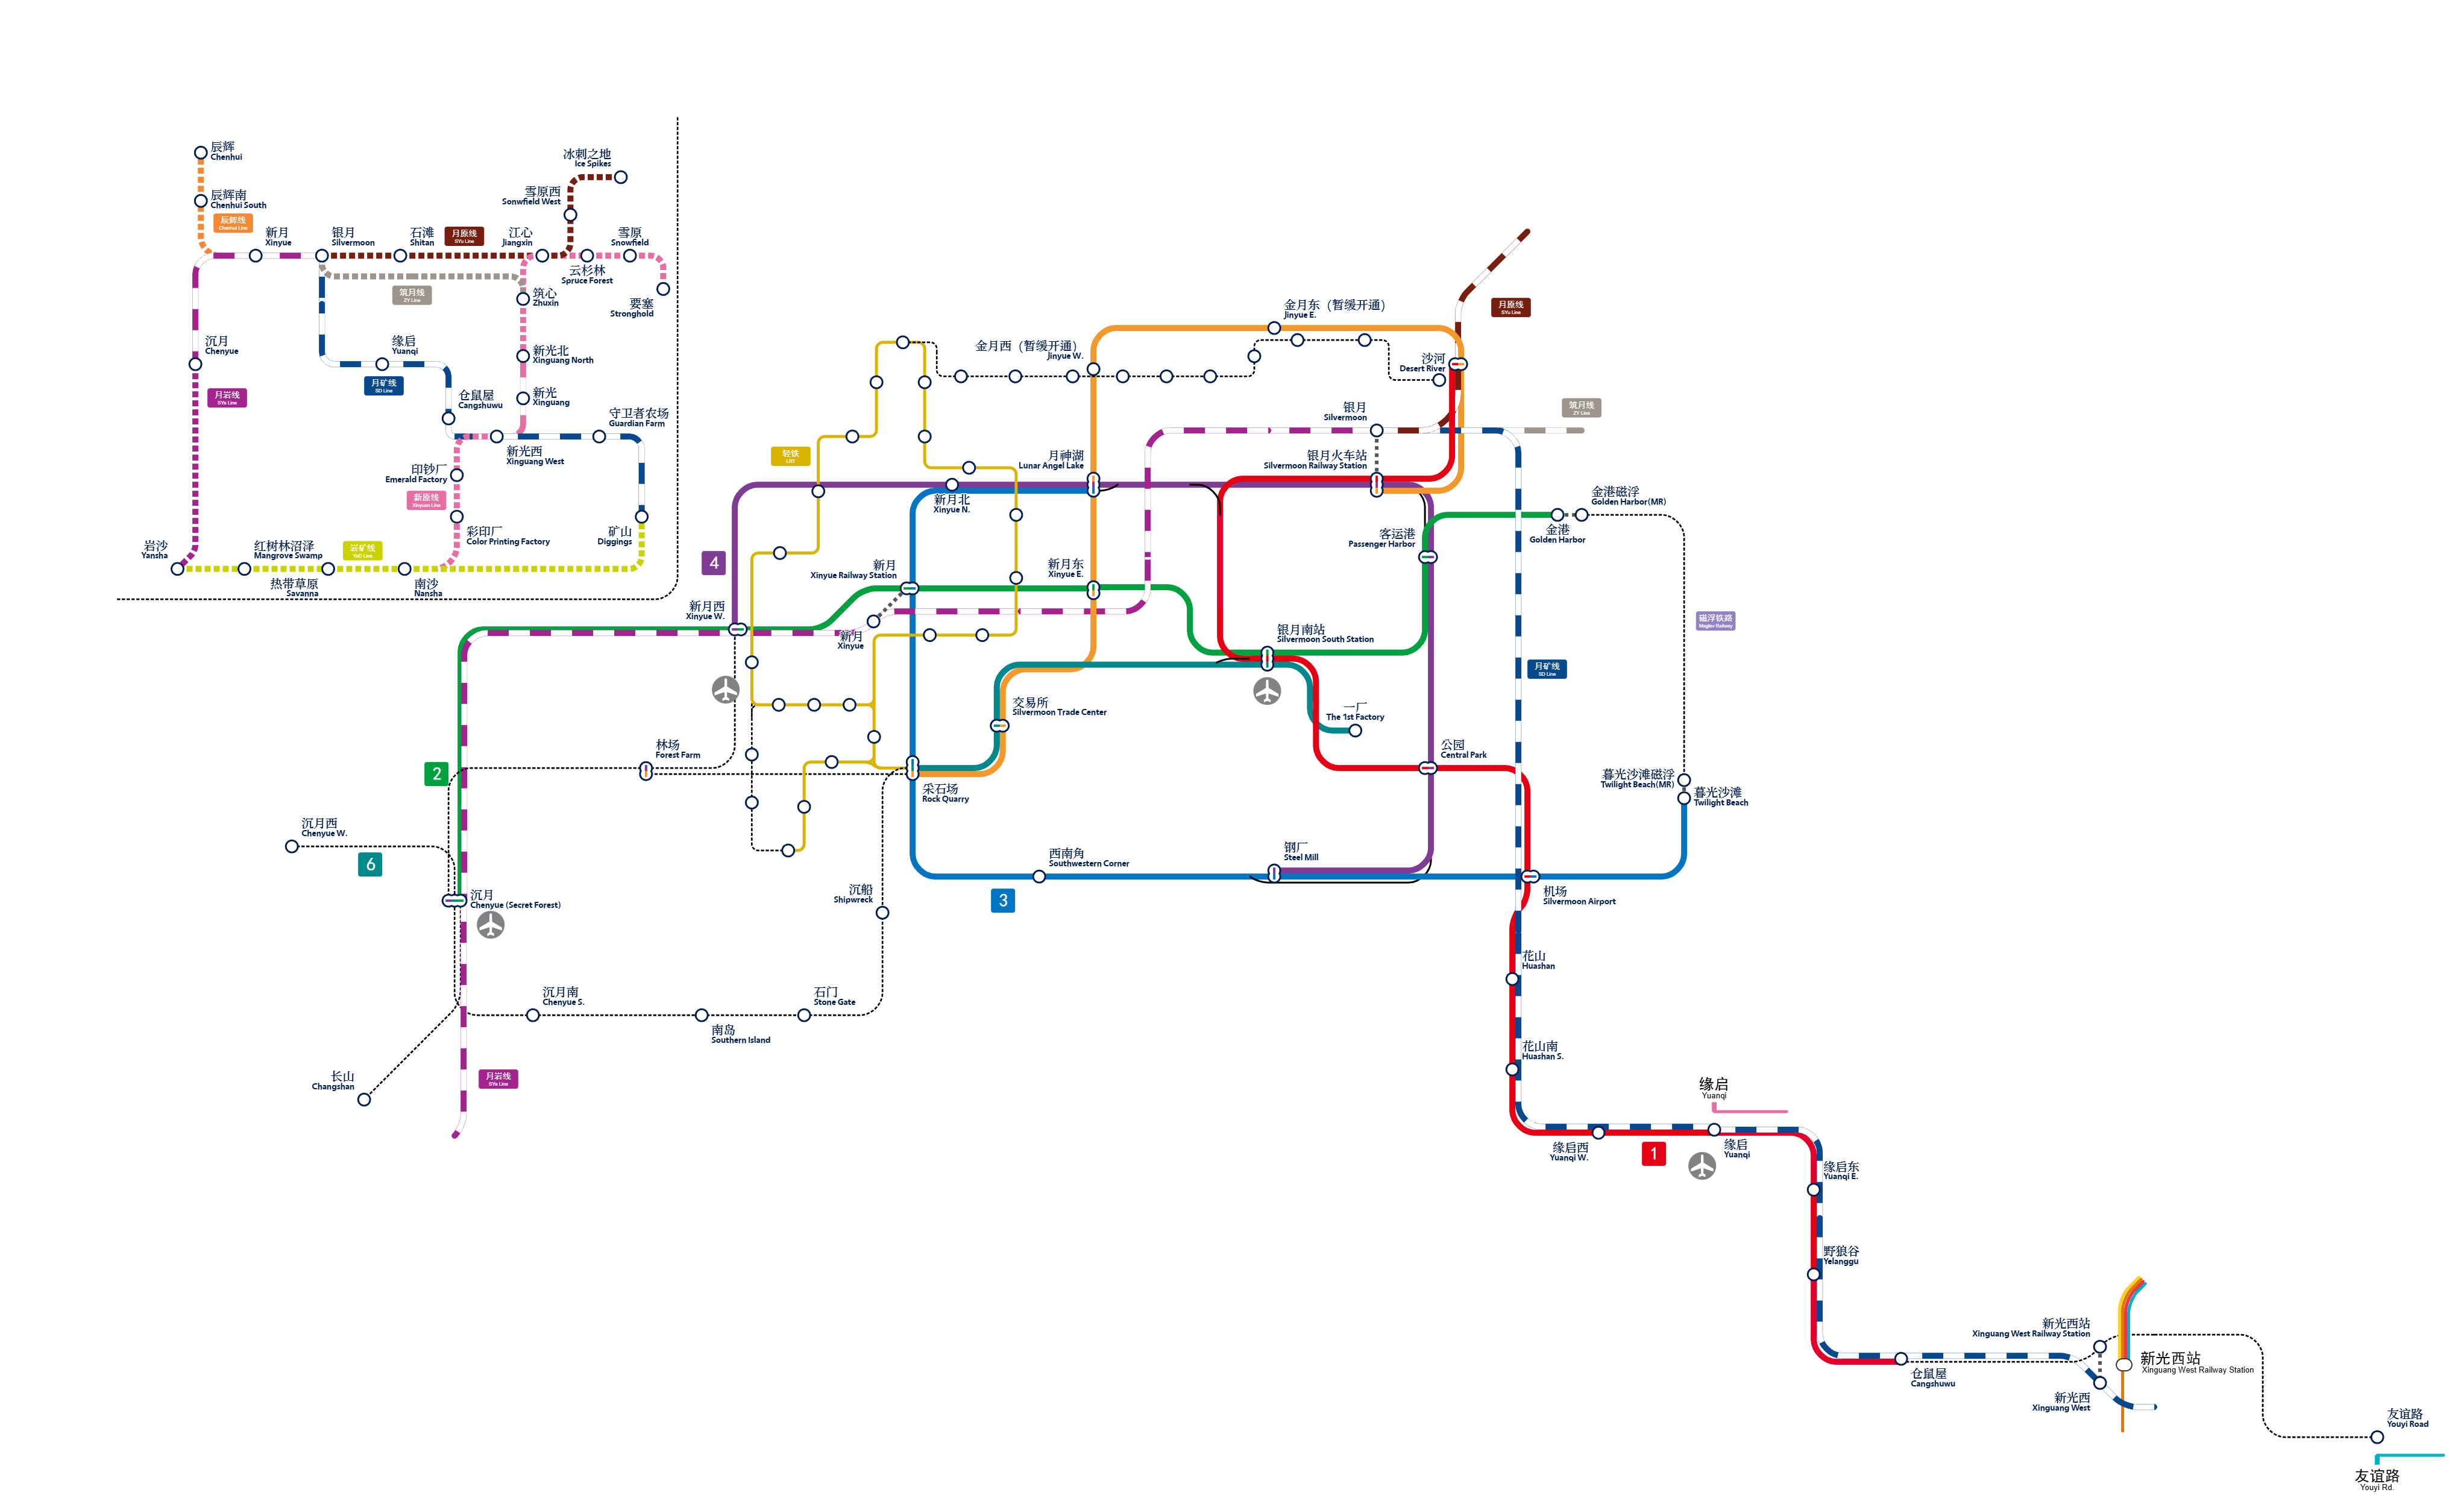 辰辉
Chenhui
辰辉南
Chenhui South
辰辉线
Chenhui Line
新月
Xinyue
银月
Silvermoon
石滩
Shitan
月原线
SYu Line
江心
Jiangxin
冰刺之地
Ice Spikes
雪原西
Sonwfield West
雪原
Snowfield
云杉林
Spruce Forest
要塞
Stronghold
筑月线
ZY Line
筑心
Zhuxin
沉月
Chenyue
缘启
Yuanqi
月矿线
SD Line
新光北
Xinguang North
月岩线
SYa Line
仓鼠屋
Cangshuwu
新光
Xinguang
守卫者农场
Guardian Farm
新光西
Xinguang West
印钞厂
Emerald Factory
新原线
Xinyuan Line
彩印厂
Color Printing Factory
矿山
Diggings
岩沙
Yansha
红树林沼泽
Mangrove Swamp
岩矿线
YaD Line
热带草原
Savanna
南沙
Nansha
金月东（暂缓开通）
Jinyue E.
金月西（暂缓开通）
Jinyue W.
沙河
Desert River
月原线
SYu Line
银月
Silvermoon
筑月线
ZY Line
轻铁
LRT
月神湖
Lunar Angel Lake
银月火车站
Silvermoon Railway Station
新月北
Xinyue N.
金港磁浮
Golden Harbor(MR)
金港
Golden Harbor
客运港
Passenger Harbor
4
新月
Xinyue Railway Station
新月东
Xinyue E.
新月西
Xinyue W.
新月
Xinyue
银月南站
Silvermoon South Station
磁浮铁路
Maglev Railway
月矿线
SD Line
交易所
Silvermoon Trade Center
一厂
The 1st Factory
林场
Forest Farm
公园
Central Park
2
采石场
Rock Quarry
暮光沙滩磁浮
Twilight Beach(MR)
暮光沙滩
Twilight Beach
沉月西
Chenyue W.
6
西南角
Southwestern Corner
钢厂
Steel Mill
3
机场
Silvermoon Airport
沉月
Chenyue (Secret Forest)
沉船
Shipwreck
花山
Huashan
沉月南
Chenyue S.
石门
Stone Gate
南岛
Southern Island
花山南
Huashan S.
长山
Changshan
月岩线
SYa Line
缘启
Yuanqi
缘启西
Yuanqi W.
1
缘启
Yuanqi
缘启东
Yuanqi E.
野狼谷
Yelanggu
新光西站
Xinguang West Railway Station
新光西站
Xinguang West Railway Station
仓鼠屋
Cangshuwu
新光西
Xinguang West
友谊路
Youyi Road
友谊路
Youyi Rd.